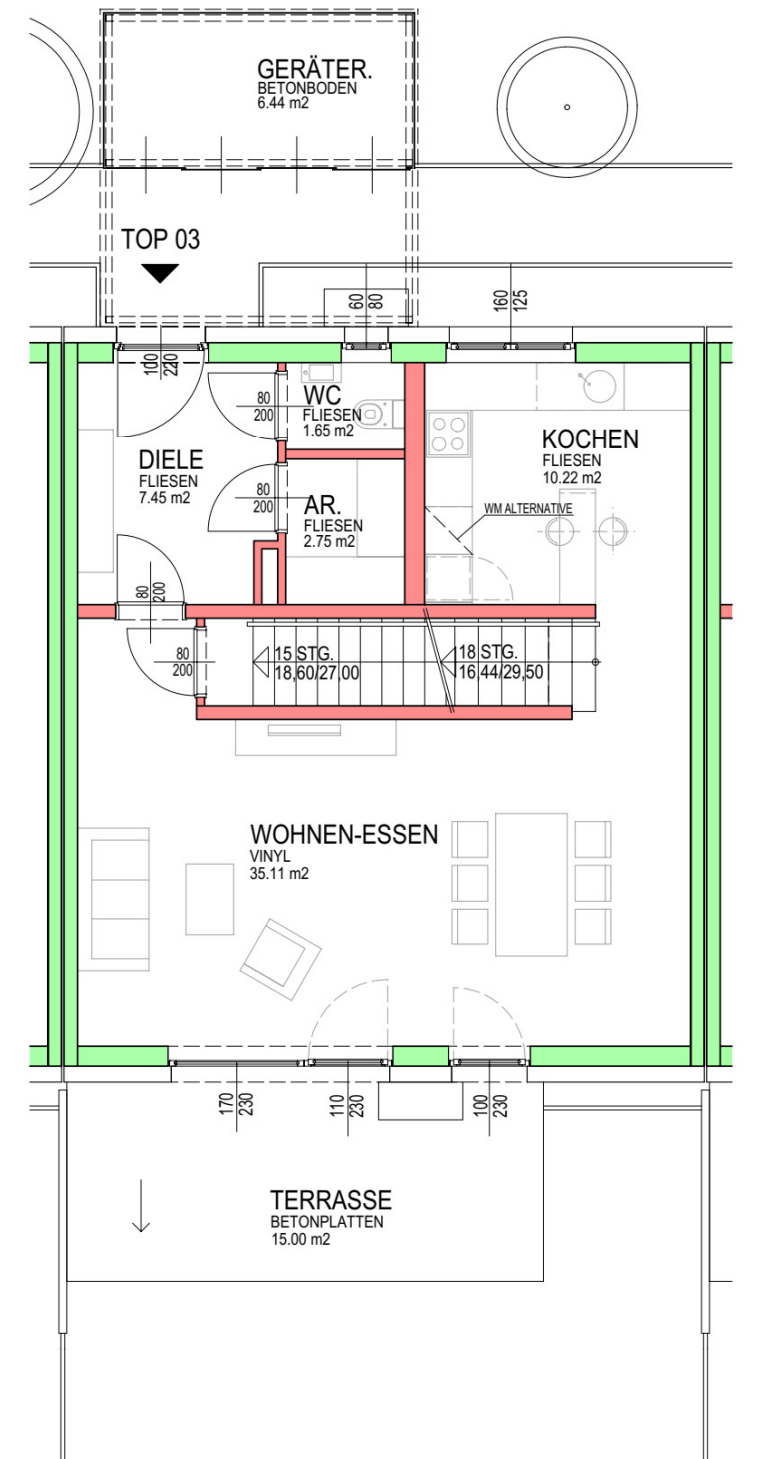 GERÄTER.
BETONBODEN
6.44 m2
TOP 03
60
80
160
125
100
220
80
200
WC
FLIESEN
1.65 m2
DIELE
FLIESEN
7.45 m2
80
200
AR.
FLIESEN
2.75 m2
KOCHEN
FLIESEN
10.22 m2
WM ALTERNATIVE
80
200
80
200
15 STG.
18,60/27,00
18 STG.
16,44/29,50
WOHNEN-ESSEN
VINYL
35.11 m2
170
230
110
230
100
230
TERRASSE
BETONPLATTEN
15.00 m2